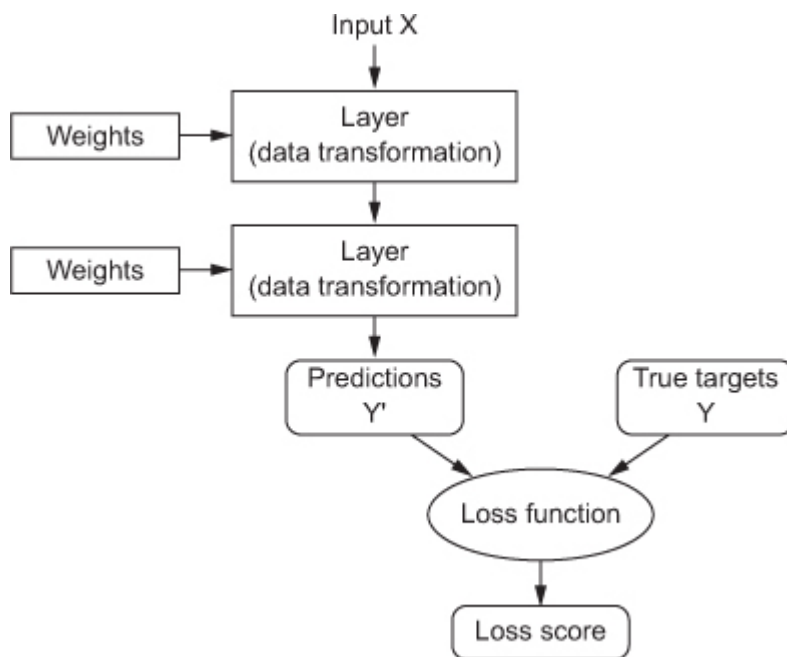 Input X
Weights
Layer
(data transformation)
Weights
Layer
(data transformation)
Predictions
Y'
True targets
Y
Loss function
Loss score